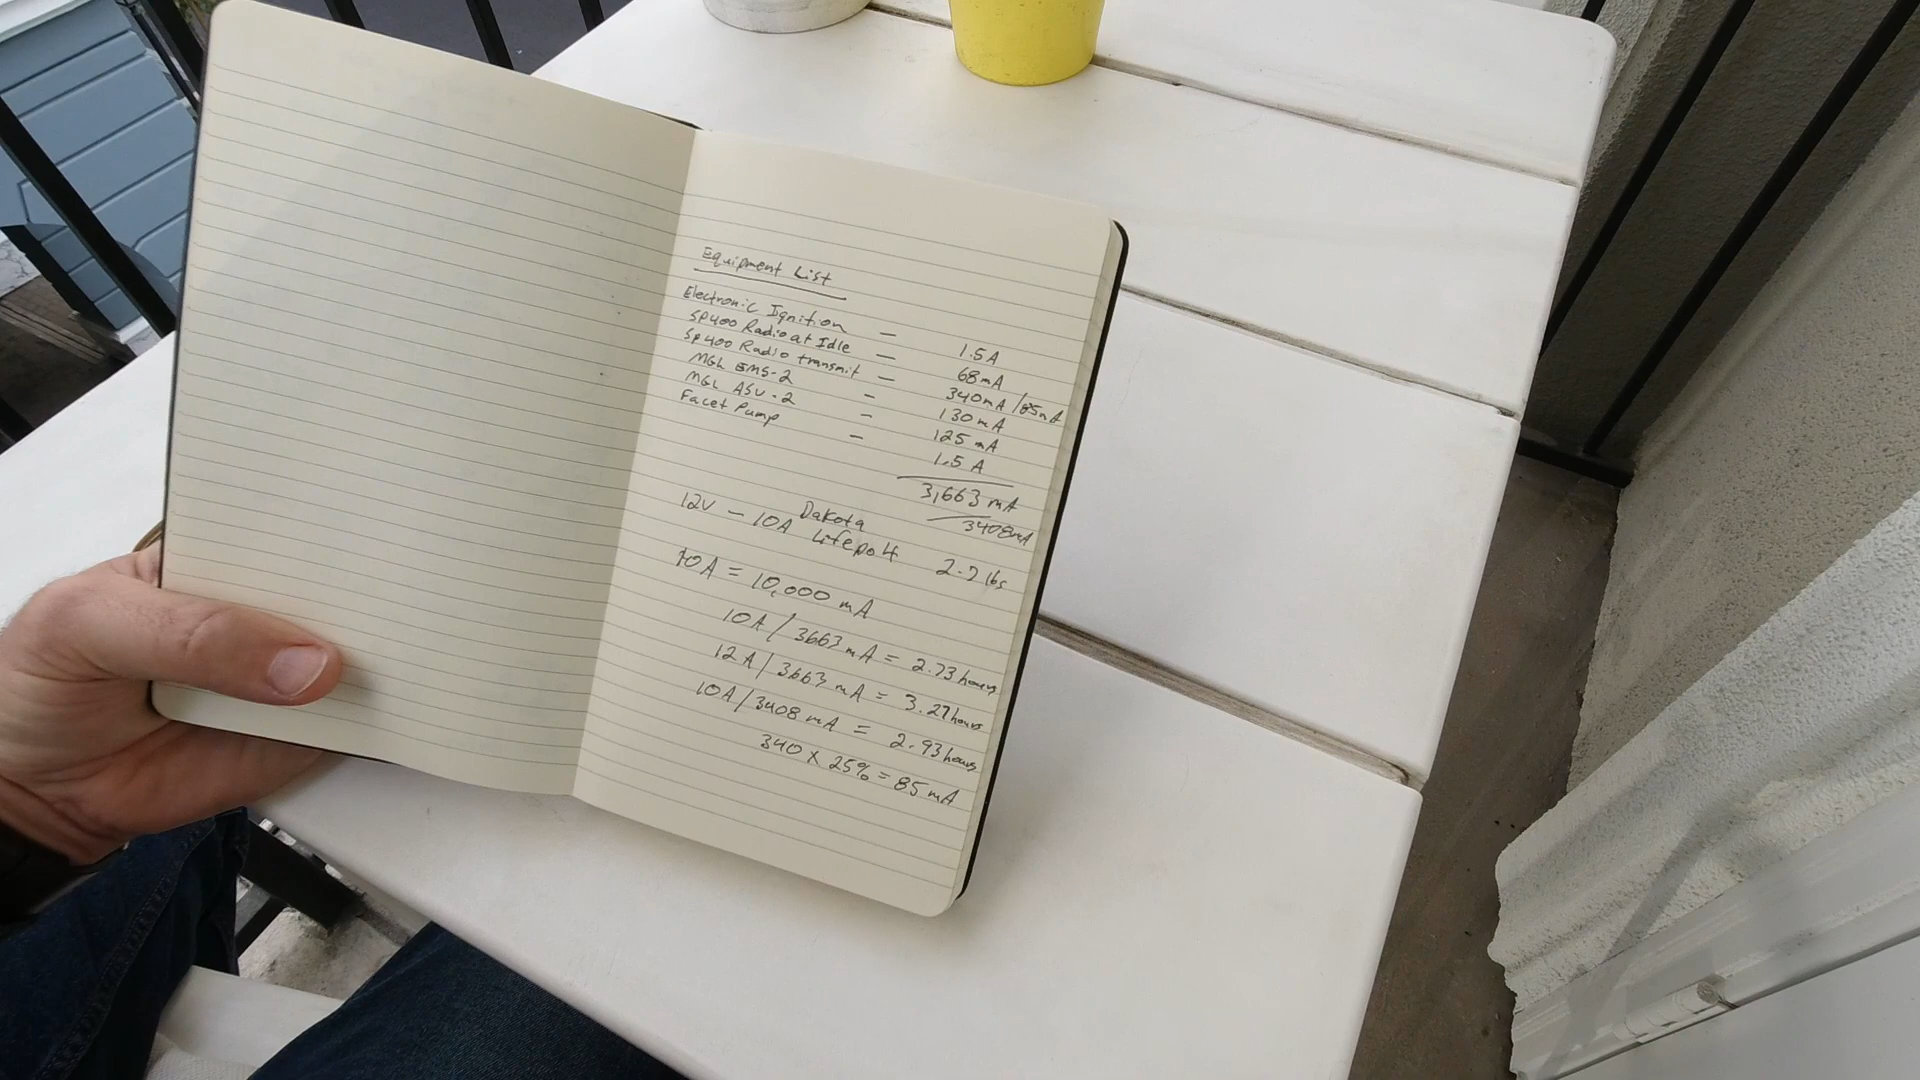 Equipment List
Electronic Ignition — 1.5A
SP400 Radio at Idle — 68mA
SP400 Radio transmit — 340mA /85mA
MGL EMS-2 - 130mA
MGL ASV-2 - 125mA
Facet Pump - 1.5A
3,663 mA
3408mA
12V - 10A Dakota
Lifepo4 2.2 lbs
10A = 10,000 mA
10A / 3663 mA = 2.73 hours
12A / 3663 mA = 3.27 hours
10A/3408 mA = 2.93 hours
340 x 25% = 85 mA